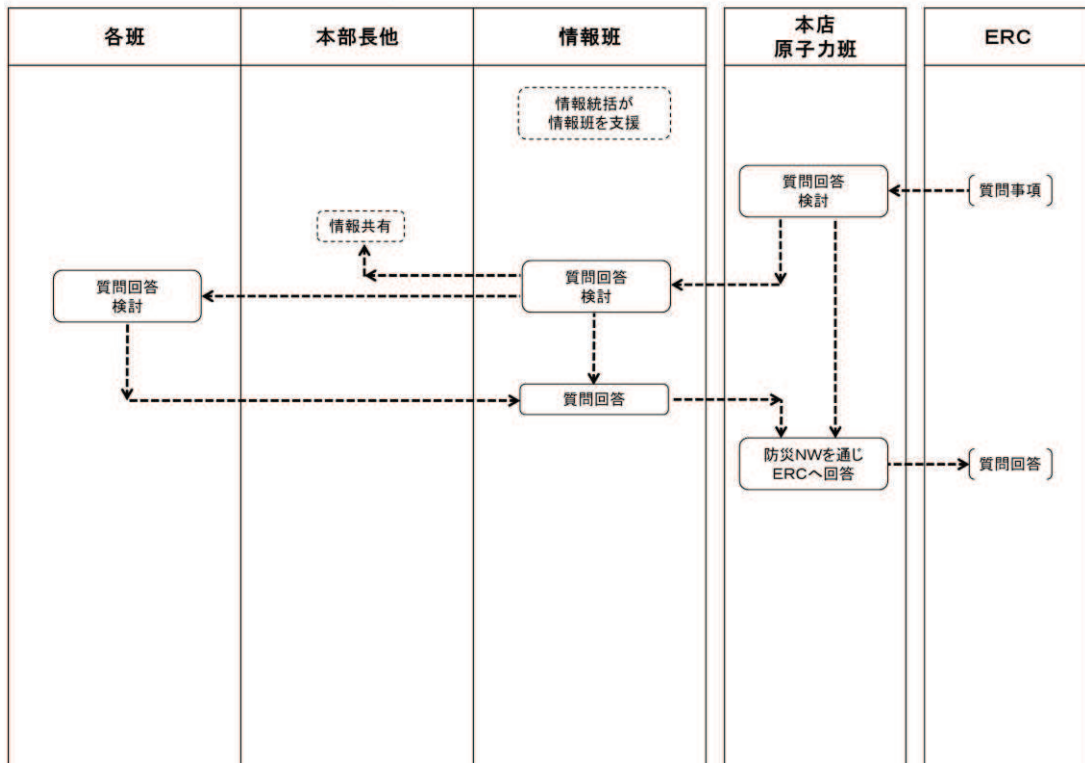 各班
本部長他
情報班
本店
原子力班
ERC
情報統括が
情報班を支援
質問回答
検討
質問事項
情報共有
質問回答
検討
質問回答
検討
質問回答
防災NWを通じ
ERCへ回答
質問回答